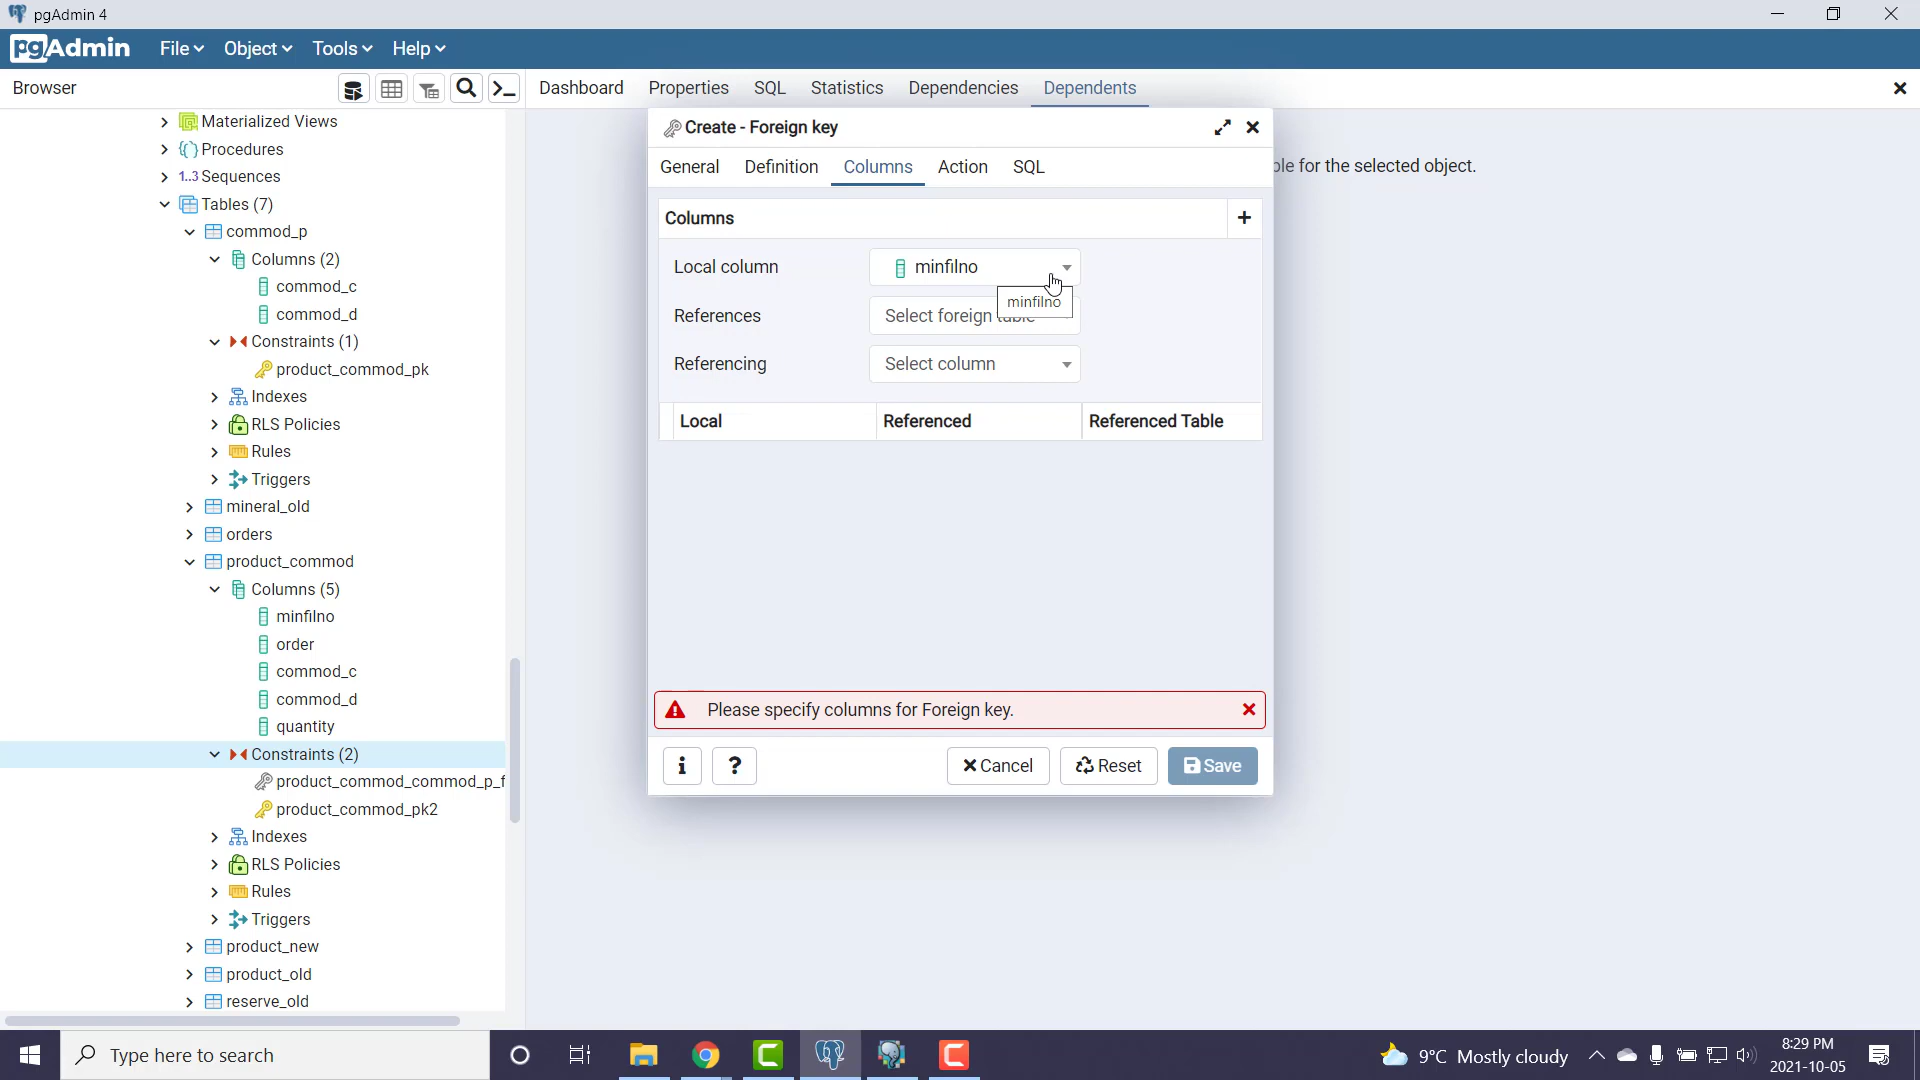 pgAdmin 4
pgAdmin File Object Tools Help
Browser
Dashboard Properties SQL Statistics Dependencies Dependents
Materialized Views
Procedures
1..3 Sequences
Tables (7)
commod_p
Columns (2)
commod_c
commod_d
Constraints (1)
product_commod_pk
Indexes
RLS Policies
Rules
Triggers
mineral_old
orders
product_commod
Columns (5)
minfilno
order
commod_c
commod_d
quantity
Constraints (2)
product_commod_commod_p_f
product_commod_pk2
Indexes
RLS Policies
Rules
Triggers
product_new
product_old
reserve_old
ble for the selected object.
Create - Foreign key
General Definition Columns Action SQL
Columns
Local column minfilno
minfilno
References Select foreign table
Referencing Select column
Local Referenced Referenced Table
Please specify columns for Foreign key.
i ? Cancel Reset Save
Type here to search
9°C Mostly cloudy
8:29 PM
2021-10-05